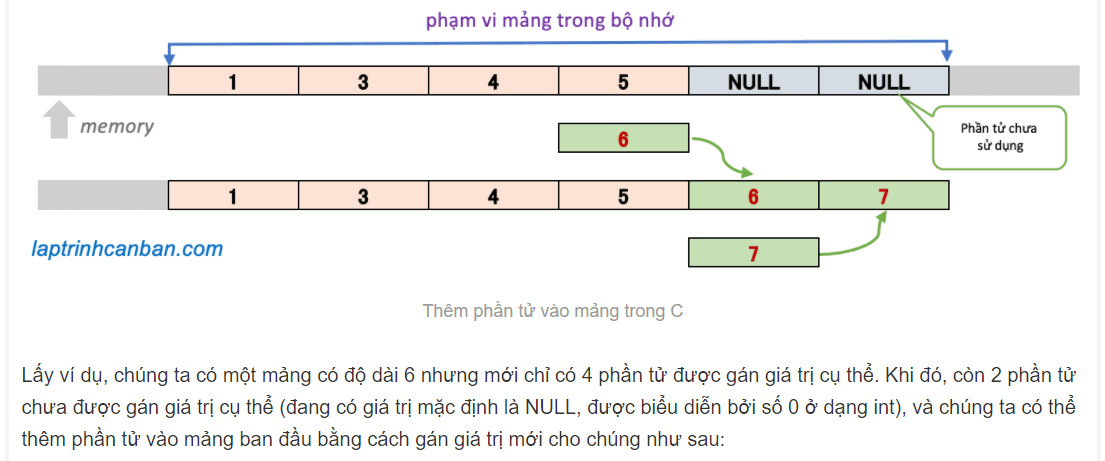 phạm vi mảng trong bộ nhớ
1 3 4 5 NULL NULL
memory
Phần tử chưa
sử dụng
6
1 3 4 5 6 7
laptrinhcanban.com
7
Thêm phần tử vào mảng trong C
Lấy ví dụ, chúng ta có một mảng có độ dài 6 nhưng mới chỉ có 4 phần tử được gán giá trị cụ thể. Khi đó, còn 2 phần tử
chưa được gán giá trị cụ thể (đang có giá trị mặc định là NULL, được biểu diễn bởi số 0 ở dạng int), và chúng ta có thể
thêm phần tử vào mảng ban đầu bằng cách gán giá trị mới cho chúng như sau: